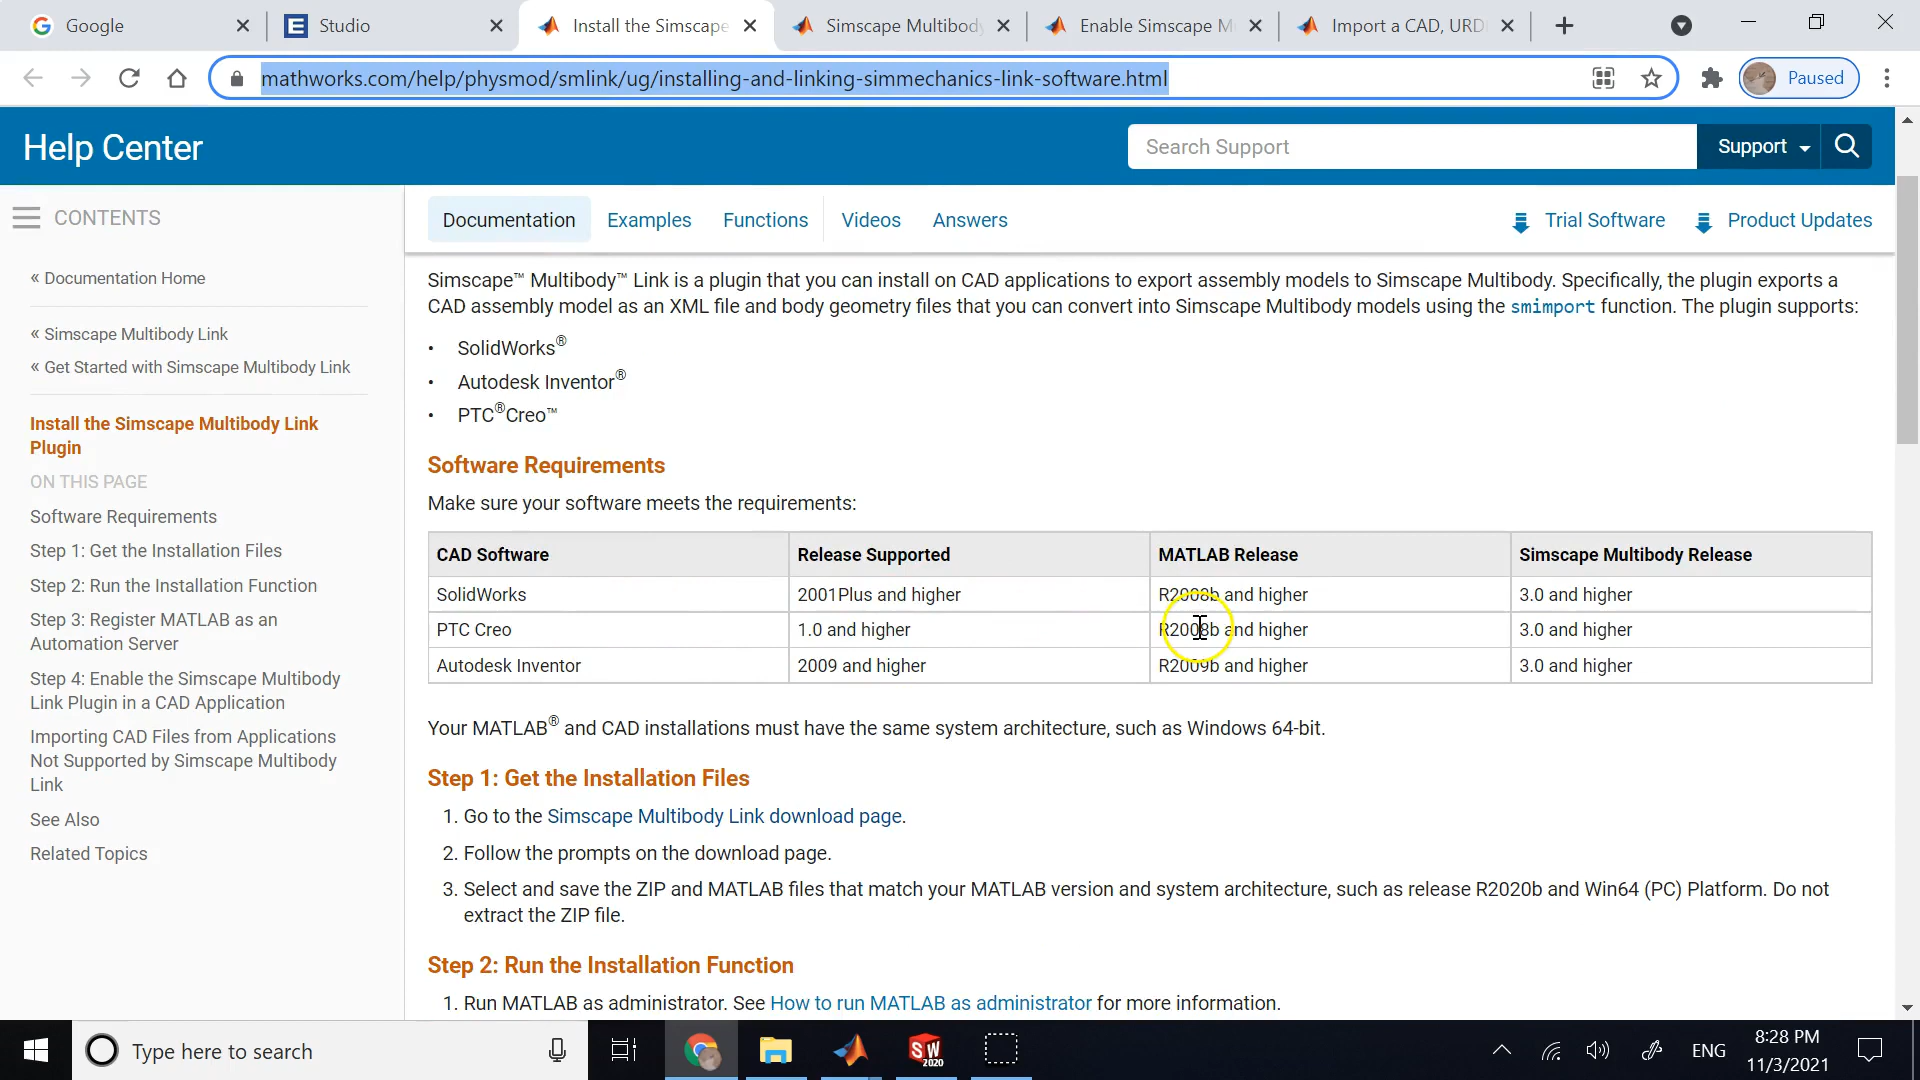 Google
Studio
Install the Simscape
Simscape Multibody
Enable Simscape M
Import a CAD, URD
mathworks.com/help/physmod/smlink/ug/installing-and-linking-simmechanics-link-software.html
Paused
Help Center
Search Support
Support
CONTENTS
« Documentation Home
« Simscape Multibody Link
« Get Started with Simscape Multibody Link
Install the Simscape Multibody Link
Plugin
ON THIS PAGE
Software Requirements
Step 1: Get the Installation Files
Step 2: Run the Installation Function
Step 3: Register MATLAB as an
Automation Server
Step 4: Enable the Simscape Multibody
Link Plugin in a CAD Application
Importing CAD Files from Applications
Not Supported by Simscape Multibody
Link
See Also
Related Topics
Documentation Examples Functions Videos Answers Trial Software Product Updates
Simscape™ Multibody™ Link is a plugin that you can install on CAD applications to export assembly models to Simscape Multibody. Specifically, the plugin exports a
CAD assembly model as an XML file and body geometry files that you can convert into Simscape Multibody models using the smimport function. The plugin supports:
• SolidWorks®
• Autodesk Inventor®
• PTC®Creo™
Software Requirements
Make sure your software meets the requirements:
CAD Software Release Supported MATLAB Release Simscape Multibody Release
SolidWorks 2001Plus and higher R2008b and higher 3.0 and higher
PTC Creo 1.0 and higher R2008b and higher 3.0 and higher
Autodesk Inventor 2009 and higher R2009b and higher 3.0 and higher
Your MATLAB® and CAD installations must have the same system architecture, such as Windows 64-bit.
Step 1: Get the Installation Files
1. Go to the Simscape Multibody Link download page.
2. Follow the prompts on the download page.
3. Select and save the ZIP and MATLAB files that match your MATLAB version and system architecture, such as release R2020b and Win64 (PC) Platform. Do not
extract the ZIP file.
Step 2: Run the Installation Function
1. Run MATLAB as administrator. See How to run MATLAB as administrator for more information.
Type here to search
SW
2020
ENG
8:28 PM
11/3/2021